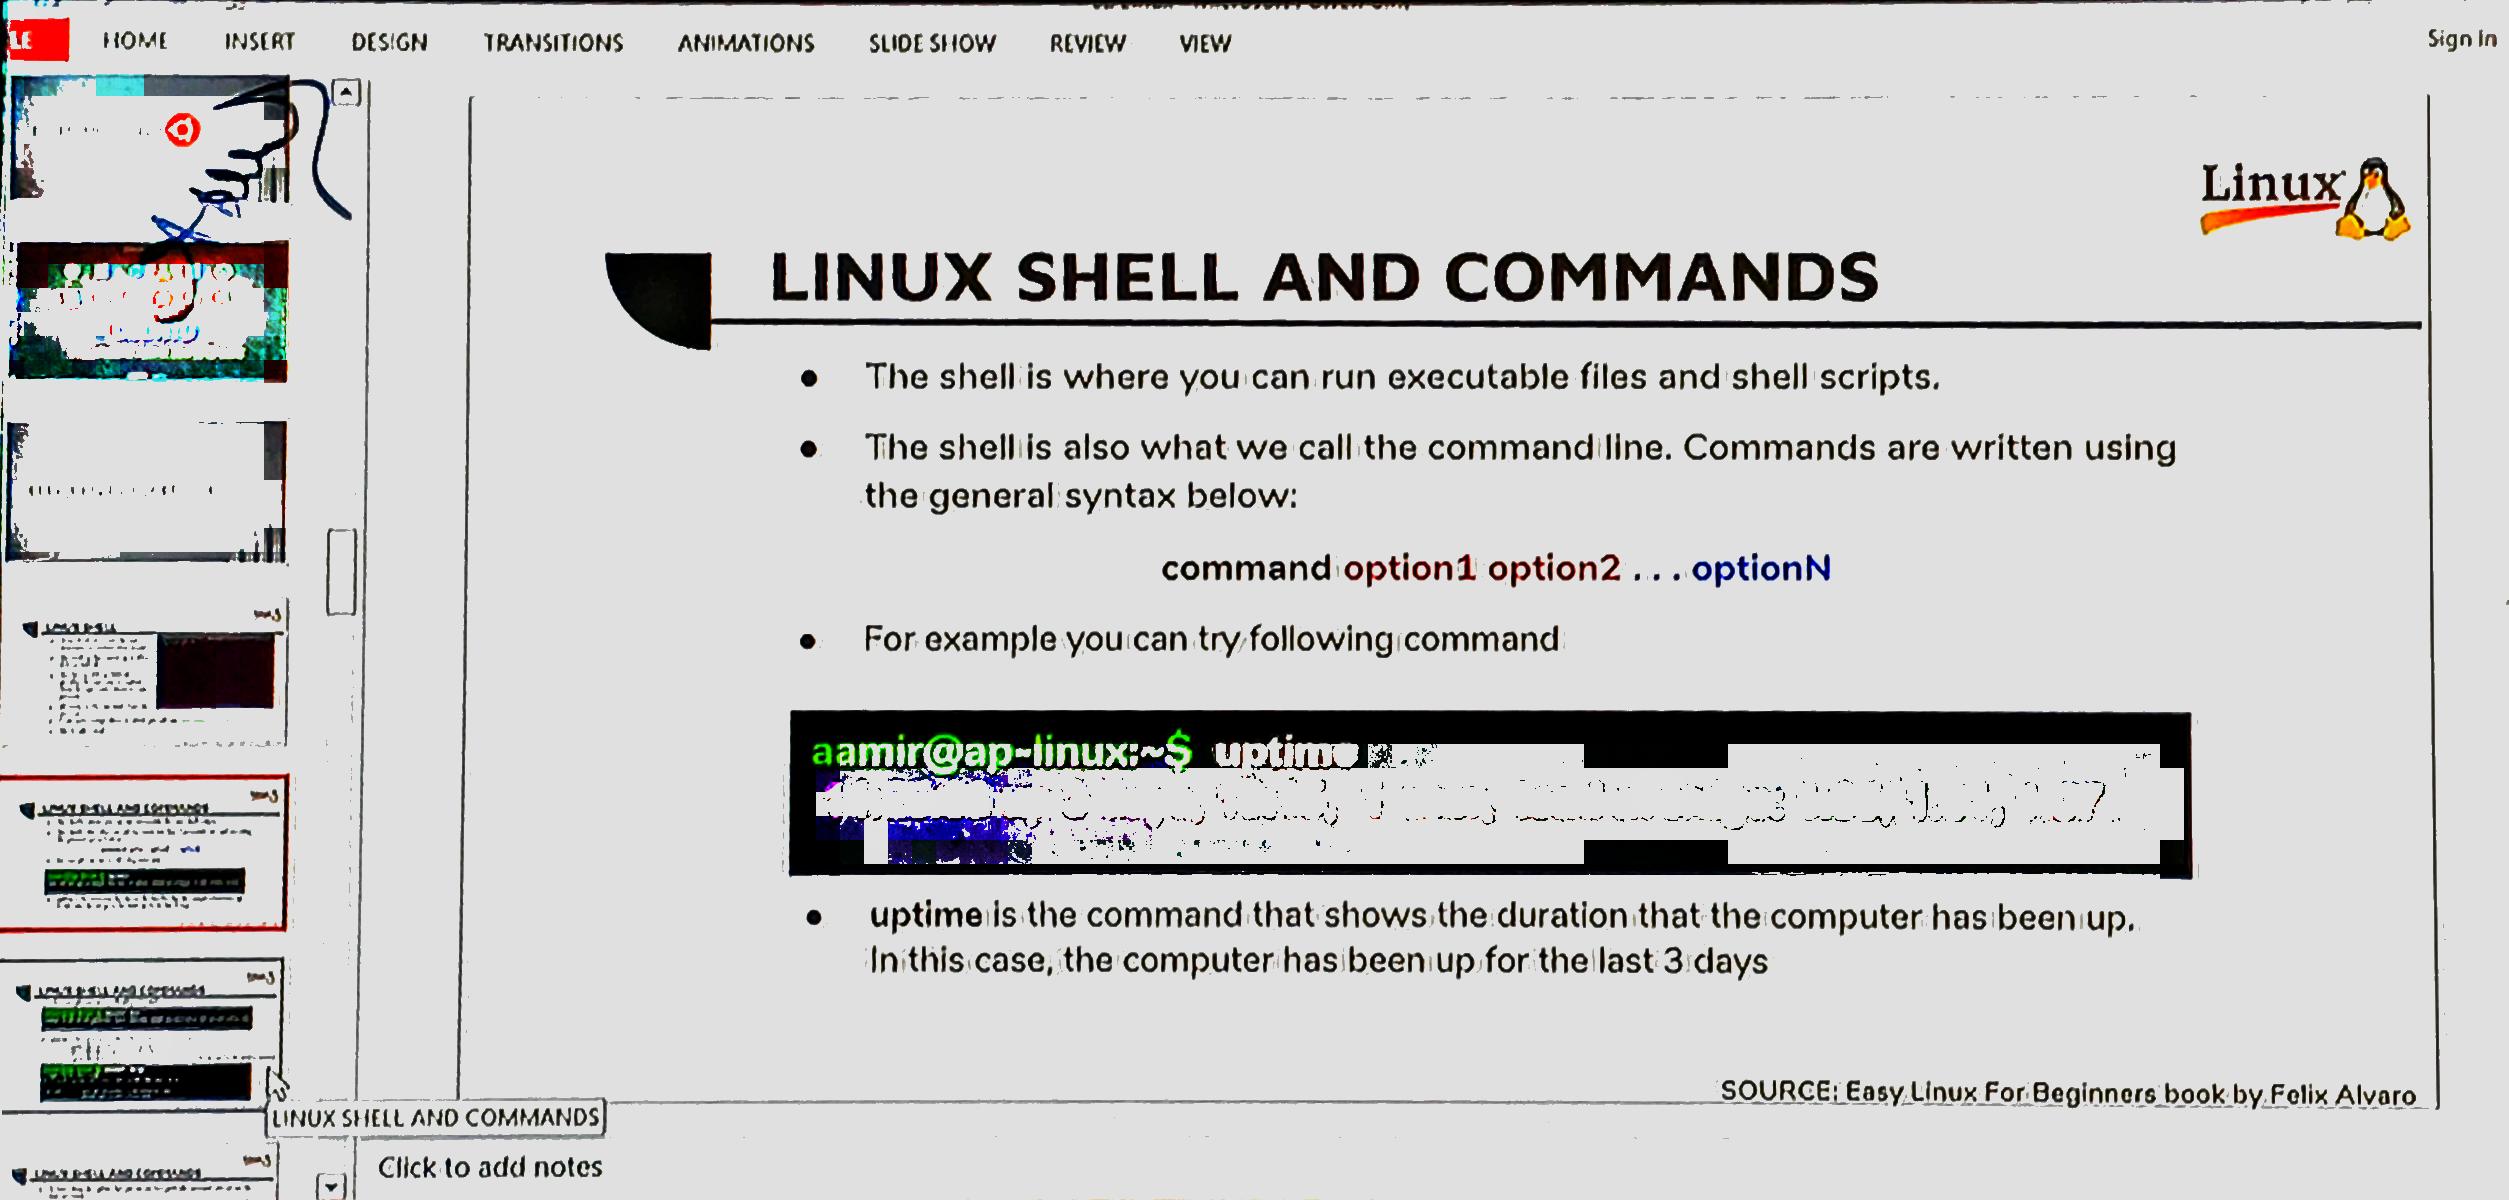 LE HOME INSERT DESIGN TRANSITIONS ANIMATIONS SLIDE SHOW REVIEW VIEW Sign In
Linux
LINUX SHELL AND COMMANDS
The shell is where you can run executable files and shell scripts.
The shell is also what we call the command line. Commands are written using
the general syntax below:
command option1 option2 ... optionN
For example you can try following command
aamir@ap-linux:~$ uptime
uptime is the command that shows the duration that the computer has been up.
In this case, the computer has been up for the last 3 days
SOURCE: Easy Linux For Beginners book by Felix Alvaro
LINUX SHELL AND COMMANDS
Click to add notes